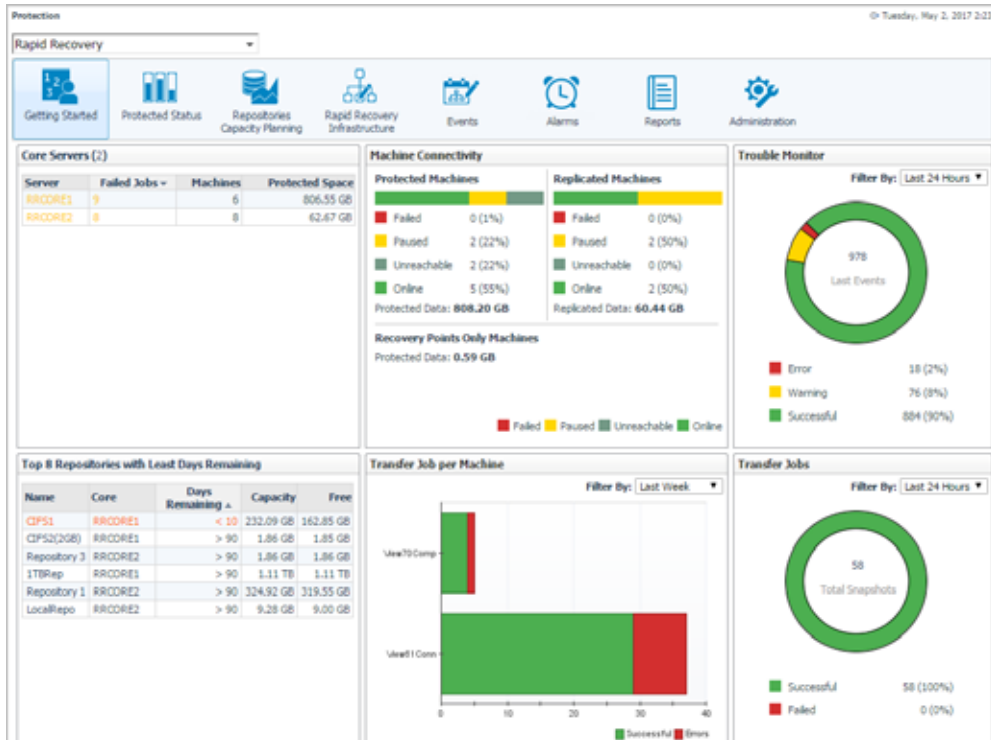 Protection
Tuesday, May 2, 2017 2:23
Rapid Recovery
Getting Started
Protected Status
Repositories
Capacity Planning
Rapid Recovery
Infrastructure
Events
Alarms
Reports
Administration
Core Servers (2)
Server Failed Jobs Machines Protected Space
RRCORE1 9 6 806.55 GB
RRCORE2 8 8 62.67 GB
Machine Connectivity
Protected Machines
Failed 0 (1%)
Paused 2 (22%)
Unreachable 2 (22%)
Online 5 (55%)
Protected Data: 808.20 GB
Replicated Machines
Failed 0 (0%)
Paused 2 (50%)
Unreachable 0 (0%)
Online 2 (50%)
Replicated Data: 60.44 GB
Recovery Points Only Machines
Protected Data: 0.59 GB
Failed Paused Unreachable Online
Trouble Monitor
Filter By: Last 24 Hours
978
Last Events
Error 18 (2%)
Warning 76 (8%)
Successful 884 (90%)
Top 8 Repositories with Least Days Remaining
Name Core Days Remaining Capacity Free
CIFS1 RRCORE1 < 10 232.09 GB 162.85 GB
CIFS2(2GB) RRCORE1 > 90 1.86 GB 1.85 GB
Repository 3 RRCORE2 > 90 1.86 GB 1.86 GB
1TBRep RRCORE1 > 90 1.11 TB 1.11 TB
Repository 1 RRCORE2 > 90 324.92 GB 319.55 GB
LocalRepo RRCORE2 > 90 9.28 GB 9.00 GB
Transfer Job per Machine
Filter By: Last Week
View70 Comp
View61 Conn
0 10 20 30 40
Successful Errors
Transfer Jobs
Filter By: Last 24 Hours
58
Total Snapshots
Successful 58 (100%)
Failed 0 (0%)